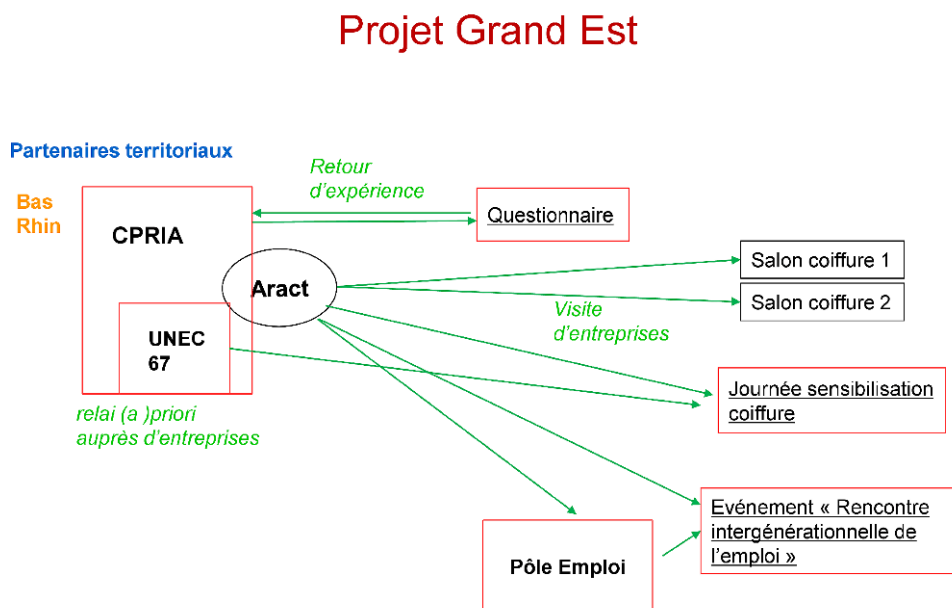 Projet Grand Est
Partenaires territoriaux
Bas
Rhin
CPRIA
Retour
d'expérience
Questionnaire
Aract
Salon coiffure 1
Salon coiffure 2
Visite
d'entreprises
UNEC
67
Journée sensibilisation
coiffure
relai (a )priori
auprès d'entreprises
Evénement « Rencontre
intergénérationnelle de
l'emploi »
Pôle Emploi